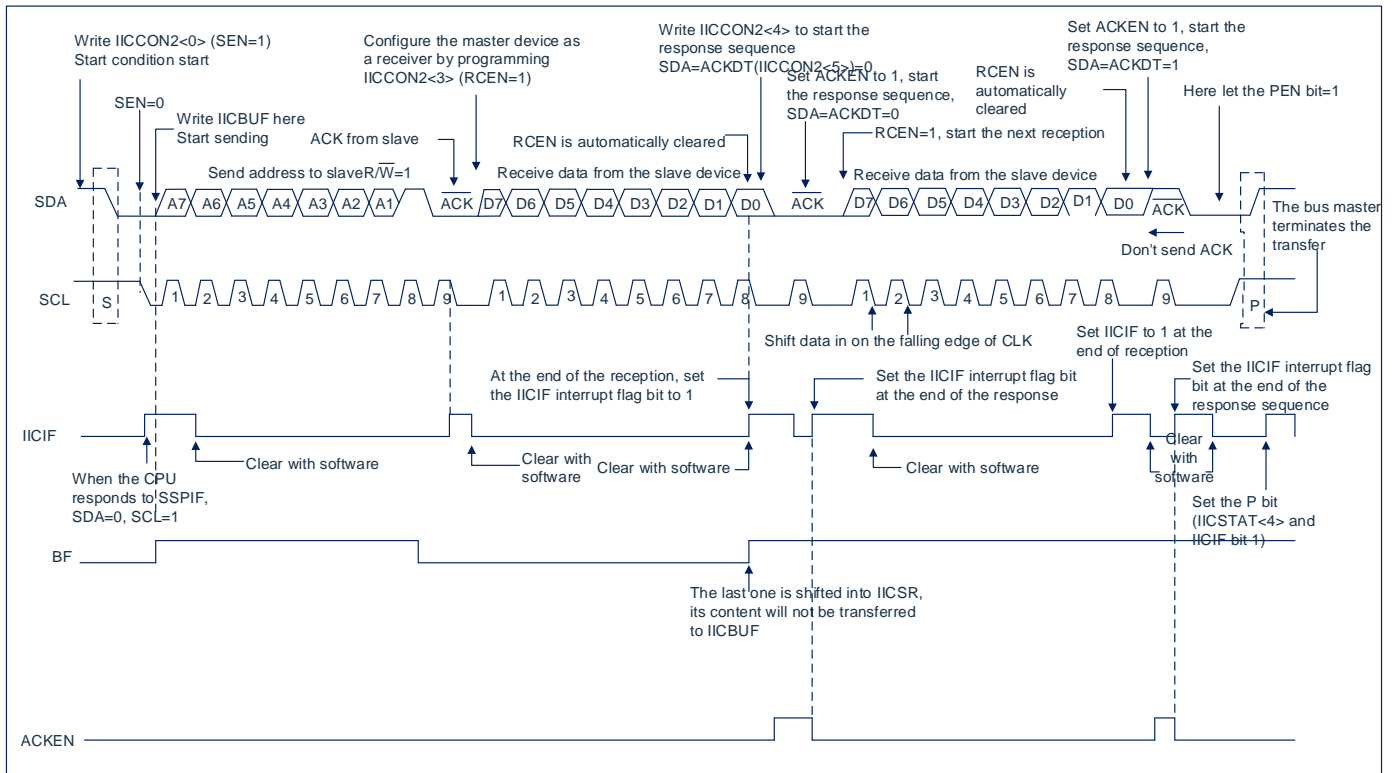 Write IICCON2<0> (SEN=1)
Start condition start
SEN=0
Write IICBUF here
Start sending
Configure the master device as
a receiver by programming
IICCON2<3> (RCEN=1)
ACK from slave
Write IICCON2<4> to start the
response sequence
SDA=ACKDT(IICCON2<5>)=0
Set ACKEN to 1, start
the response sequence,
SDA=ACKDT=0
RCEN is automatically cleared
RCEN=1, start the next reception
RCEN is
automatically
cleared
Set ACKEN to 1, start the
response sequence,
SDA=ACKDT=1
Here let the PEN bit=1
Send address to slaveR/W=1
Receive data from the slave device
Receive data from the slave device
SDA
A7 A6 A5 A4 A3 A2 A1 ACK D7 D6 D5 D4 D3 D2 D1 D0 ACK D7 D6 D5 D4 D3 D2 D1 D0 ACK
Don't send ACK
The bus master
terminates the
transfer
SCL
S 1 2 3 4 5 6 7 8 9 1 2 3 4 5 6 7 8 9 1 2 3 4 5 6 7 8 9 P
Shift data in on the falling edge of CLK
At the end of the reception, set
the IICIF interrupt flag bit to 1
Set the IICIF interrupt flag bit
at the end of the response
Set IICIF to 1 at the
end of reception
Set the IICIF interrupt flag
bit at the end of the
response sequence
IICIF
When the CPU
responds to SSPIF,
SDA=0, SCL=1
Clear with software
Clear with
software
Clear with software
Clear with software
Clear
with
software
Set the P bit
(IICSTAT<4> and
IICIF bit 1)
BF
The last one is shifted into IICSR,
its content will not be transferred
to IICBUF
ACKEN